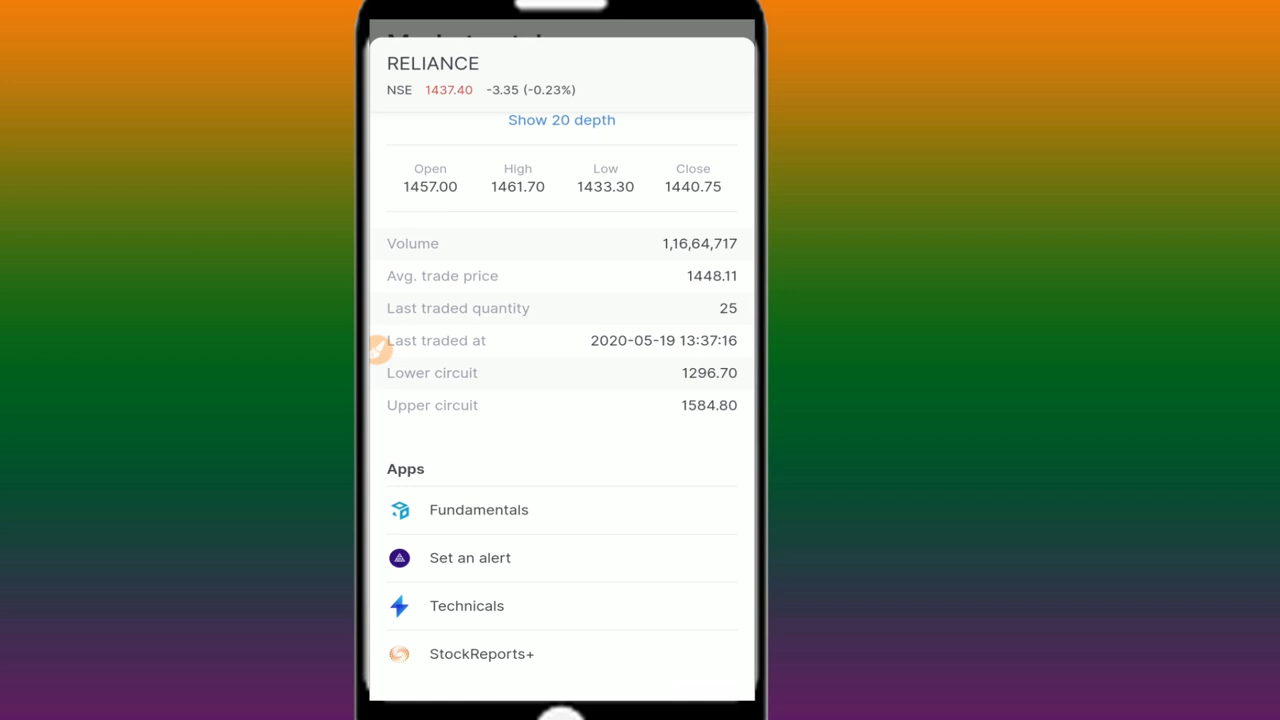 RELIANCE
NSE 1437.40 -3.35 (-0.23%)
Show 20 depth
Open High Low Close
1457.00 1461.70 1433.30 1440.75
Volume 1,16,64,717
Avg. trade price 1448.11
Last traded quantity 25
Last traded at 2020-05-19 13:37:16
Lower circuit 1296.70
Upper circuit 1584.80
Apps
Fundamentals
Set an alert
Technicals
StockReports+